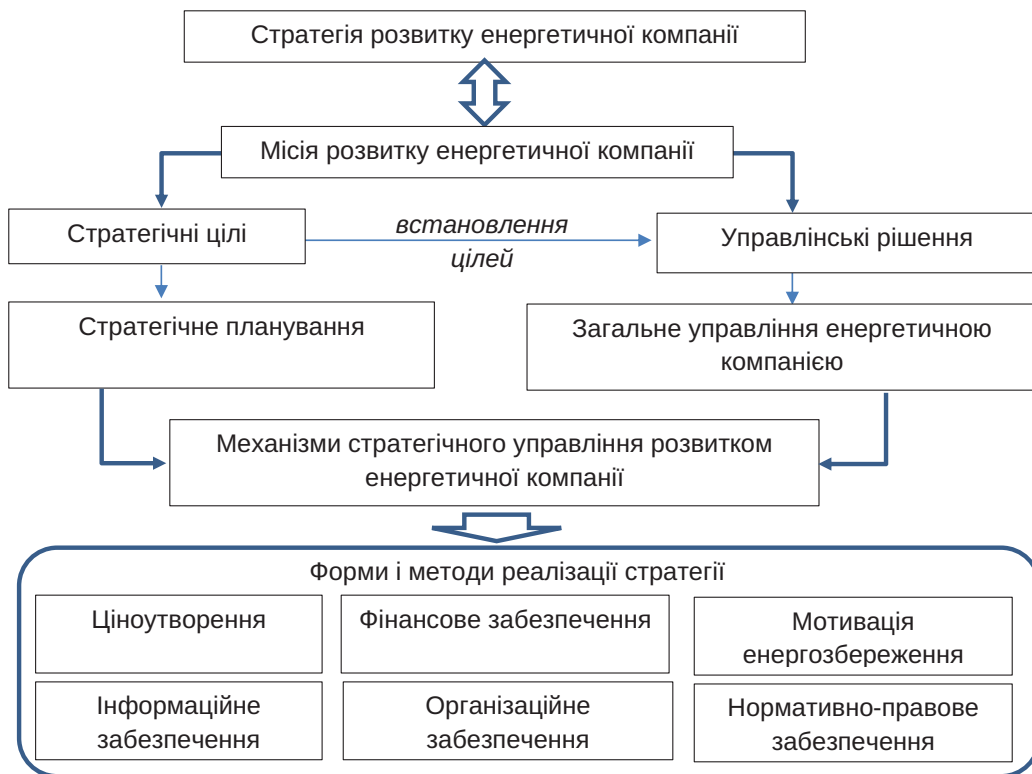 Стратегія розвитку енергетичної компанії
Місія розвитку енергетичної компанії
Стратегічні цілі
встановлення
цілей
Управлінські рішення
Стратегічне планування
Загальне управління енергетичною
компанією
Механізми стратегічного управління розвитком
енергетичної компанії
Форми і методи реалізації стратегії
Ціноутворення
Фінансове забезпечення
Мотивація
енергозбереження
Інформаційне
забезпечення
Організаційне
забезпечення
Нормативно-правове
забезпечення